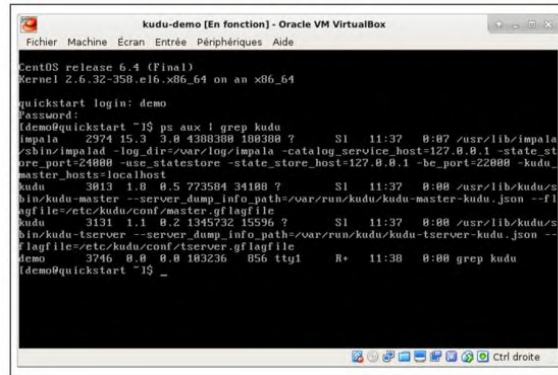 kudu-demo [En fonction] - Oracle VM VirtualBox
Fichier Machine Écran Entrée Périphériques Aide
CentOS release 6.4 (Final)
Kernel 2.6.32-358.el6.x86_64 on an x86_64
quickstart login: demo
Password:
[demo@quickstart ~]$ ps aux | grep kudu
impala 2974 15.3 3.0 4388380 180380 ? Sl 11:37 0:07 /usr/lib/impala
/sbin/impalad -log_dir=/var/log/impala -catalog_service_host=127.0.0.1 -state_st
ore_port=24000 -use_statestore -state_store_host=127.0.0.1 -be_port=22000 -kudu_
master_hosts=localhost
kudu 3013 1.8 0.5 773584 34108 ? Sl 11:37 0:00 /usr/lib/kudu/s
bin/kudu-master --server_dump_info_path=/var/run/kudu/kudu-master-kudu.json --fl
agfile=/etc/kudu/conf/master.gflagfile
kudu 3131 1.1 0.2 1345732 15596 ? Sl 11:37 0:00 /usr/lib/kudu/s
bin/kudu-tserver --server_dump_info_path=/var/run/kudu/kudu-tserver-kudu.json --
flagfile=/etc/kudu/conf/tserver.gflagfile
demo 3746 0.0 0.0 103236 856 tty1 R+ 11:38 0:00 grep kudu
[demo@quickstart ~]$ _
Ctrl droite